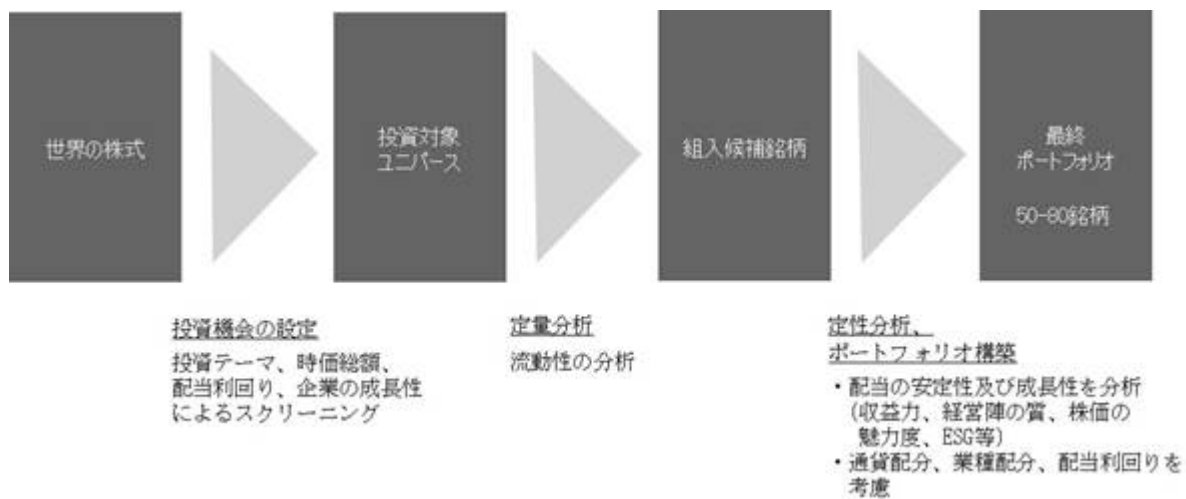 世界の株式
投資対象
ユニバース
組入候補銘柄
最終
ポートフォリオ
50-80銘柄
投資機会の設定
投資テーマ、時価総額、
配当利回り、企業の成長性
によるスクリーニング
定量分析
流動性の分析
定性分析、
ポートフォリオ構築
・配当の安定性及び成長性を分析
(収益力、経営陣の質、株価の
魅力度、ESG等)
・通貨配分、業種配分、配当利回りを
考慮